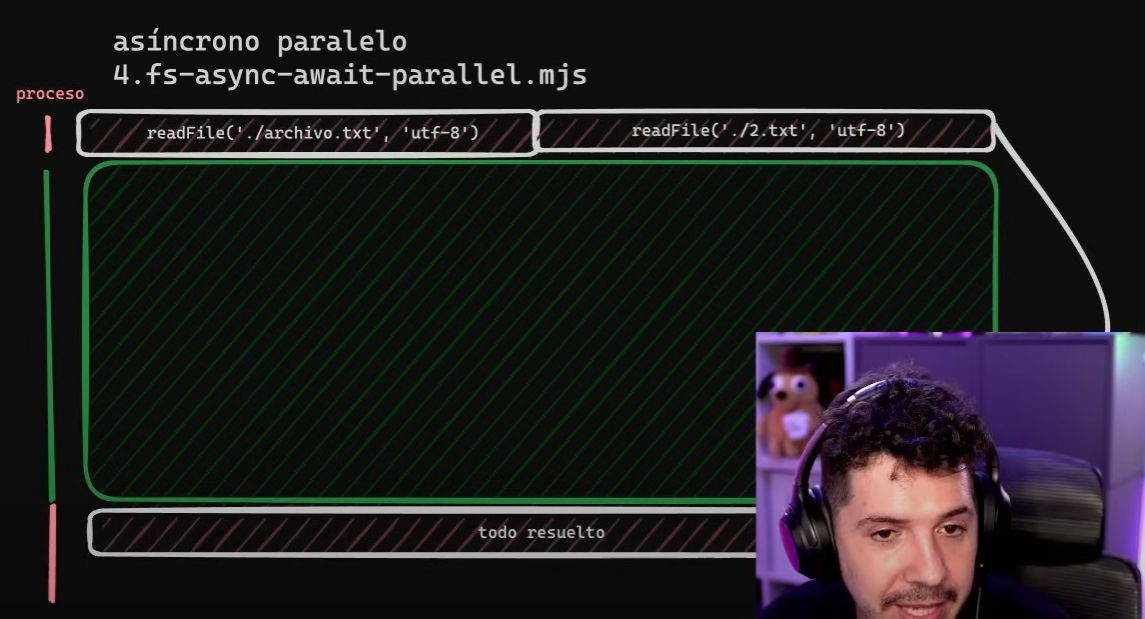 asíncrono paralelo
4.fs-async-await-parallel.mjs
proceso
readFile('./archivo.txt', 'utf-8')
readFile('./2.txt', 'utf-8')
todo resuelto